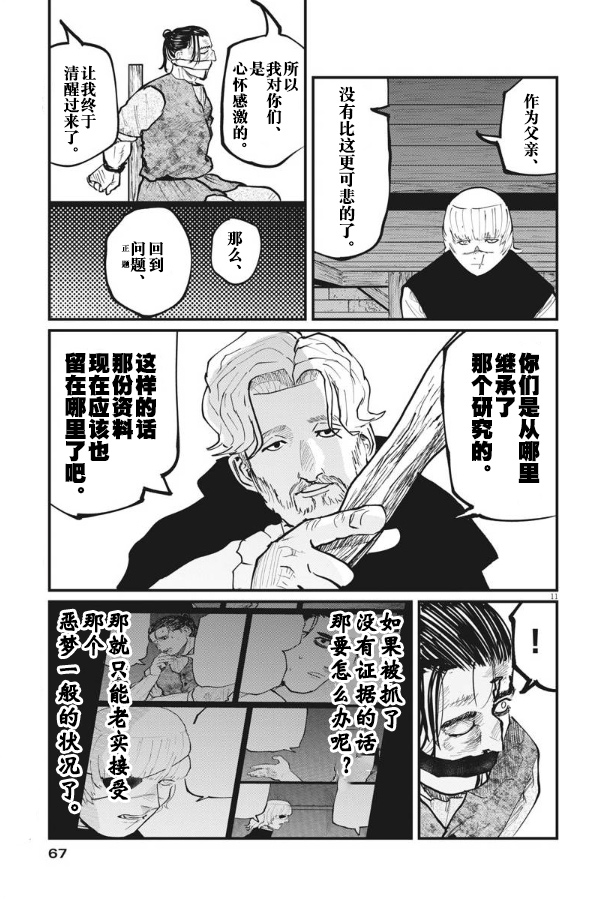 作为父亲、
没有比这更可悲的了。
所以
我对你们、
是
心怀感激的。
让我终于
清醒过来了。
那么、
回到
问题、
正题
你们是从哪里
继承了
那个研究的。
这样的话
那份资料
现在应该也
留在哪里了吧。
11
！
如果被抓了
没有证据的话
那要怎么办呢？
那就只能老实接受
那个
恶梦一般的状况了。
67